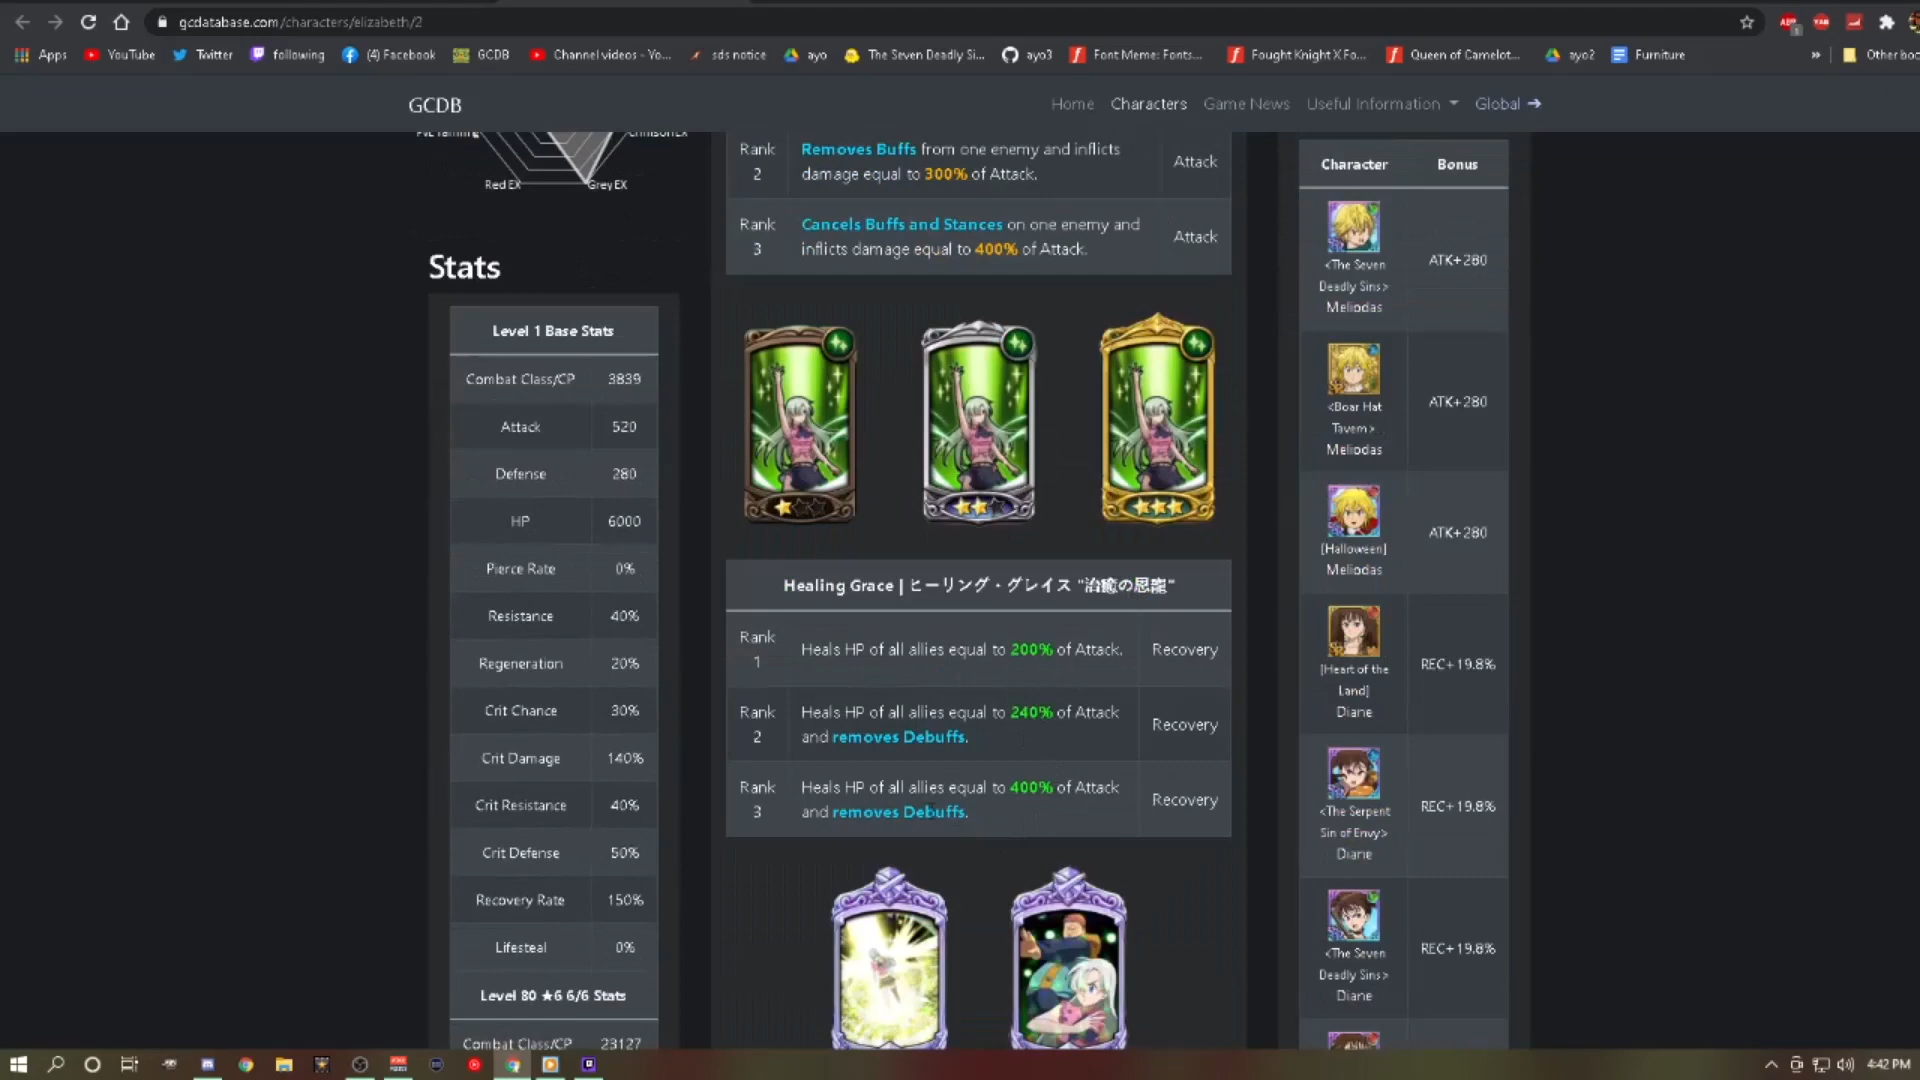 gcdatabase.com/characters/elizabeth/2
Apps
YouTube
Twitter
following
(4) Facebook
GCDB
Channel videos - Yo...
sds notice
ayo
The Seven Deadly Si...
ayo3
Font Meme: Fonts...
Fought Knight X Fo...
Queen of Camelot...
ayo2
Furniture
»
Other boo
GCDB
Home
Characters
Game News
Useful Information
Global
Red EX
Grey EX
Stats
Level 1 Base Stats
Combat Class/CP 3839
Attack 520
Defense 280
HP 6000
Pierce Rate 0%
Resistance 40%
Regeneration 20%
Crit Chance 30%
Crit Damage 140%
Crit Resistance 40%
Crit Defense 50%
Recovery Rate 150%
Lifesteal 0%
Level 80 ★6 6/6 Stats
Combat Class/CP 23127
Rank 2
Removes Buffs from one enemy and inflicts
damage equal to 300% of Attack.
Attack
Rank 3
Cancels Buffs and Stances on one enemy and
inflicts damage equal to 400% of Attack.
Attack
Healing Grace | ヒーリング・グレイス "治癒の恩寵"
Rank 1
Heals HP of all allies equal to 200% of Attack.
Recovery
Rank 2
Heals HP of all allies equal to 240% of Attack
and removes Debuffs.
Recovery
Rank 3
Heals HP of all allies equal to 400% of Attack
and removes Debuffs.
Recovery
Character Bonus
<The Seven
Deadly Sins>
Meliodas
ATK+280
<Boar Hat
Tavern>
Meliodas
ATK+280
[Halloween]
Meliodas
ATK+280
[Heart of the
Land]
Diane
REC+19.8%
<The Serpent
Sin of Envy>
Diane
REC+19.8%
<The Seven
Deadly Sins>
Diane
REC+19.8%
4:42 PM